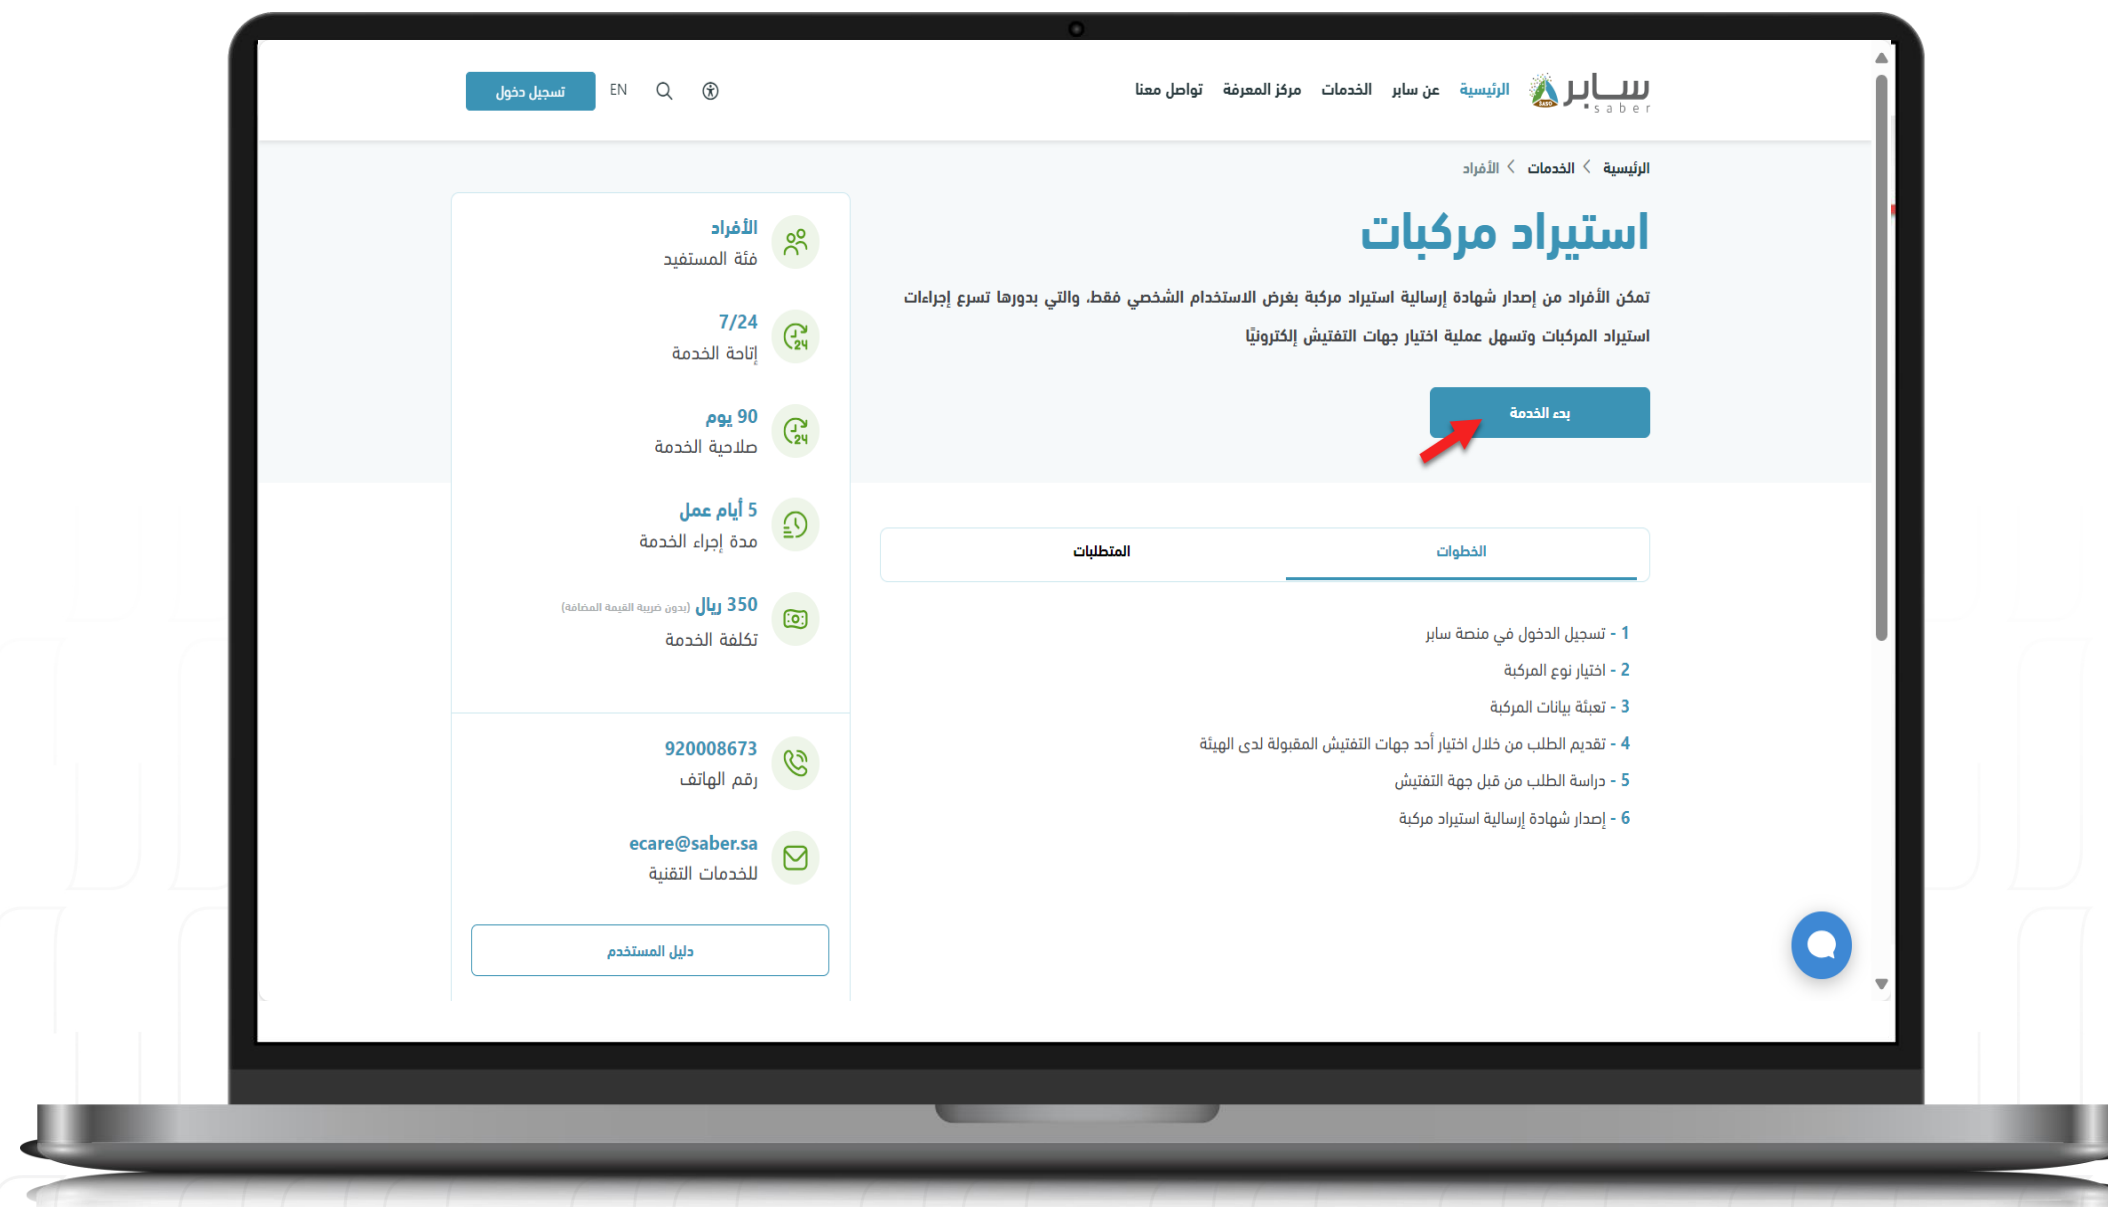 سابر
saber
SASO
الرئيسية عن سابر الخدمات مركز المعرفة تواصل معنا
EN
تسجيل دخول
الرئيسية > الخدمات > الأفراد
استيراد مركبات
تمكن الأفراد من إصدار شهادة إرسالية استيراد مركبة بغرض الاستخدام الشخصي فقط، والتي بدورها تسرع إجراءات
استيراد المركبات وتسهل عملية اختيار جهات التفتيش إلكترونيًا
بدء الخدمة
الخطوات المتطلبات
1 - تسجيل الدخول في منصة سابر
2 - اختيار نوع المركبة
3 - تعبئة بيانات المركبة
4 - تقديم الطلب من خلال اختيار أحد جهات التفتيش المقبولة لدى الهيئة
5 - دراسة الطلب من قبل جهة التفتيش
6 - إصدار شهادة إرسالية استيراد مركبة
الأفراد
فئة المستفيد
7/24
إتاحة الخدمة
24
90 يوم
صلاحية الخدمة
24
5 أيام عمل
مدة إجراء الخدمة
350 ريال (بدون ضريبة القيمة المضافة)
تكلفة الخدمة
920008673
رقم الهاتف
ecare@saber.sa
للخدمات التقنية
دليل المستخدم